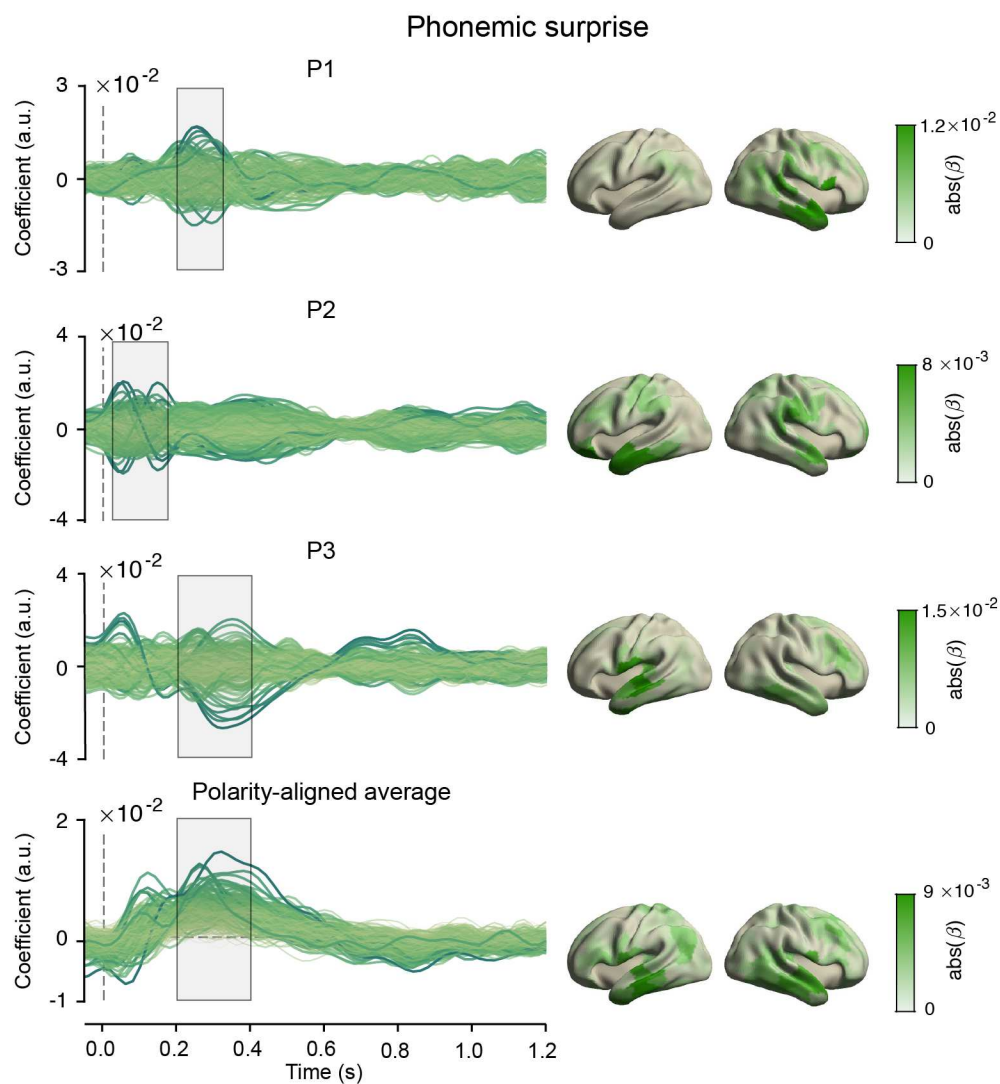 Phonemic surprise
P1
×10-2
3
0
-3
Coefficient (a.u.)
1.2×10-2
0
abs(β)
P2
×10-2
4
0
-4
Coefficient (a.u.)
8 ×10-3
0
abs(β)
P3
×10-2
4
0
-4
Coefficient (a.u.)
1.5×10-2
0
abs(β)
Polarity-aligned average
×10-2
2
0
-1
Coefficient (a.u.)
9 ×10-3
0
abs(β)
0.0 0.2 0.4 0.6 0.8 1.0 1.2
Time (s)